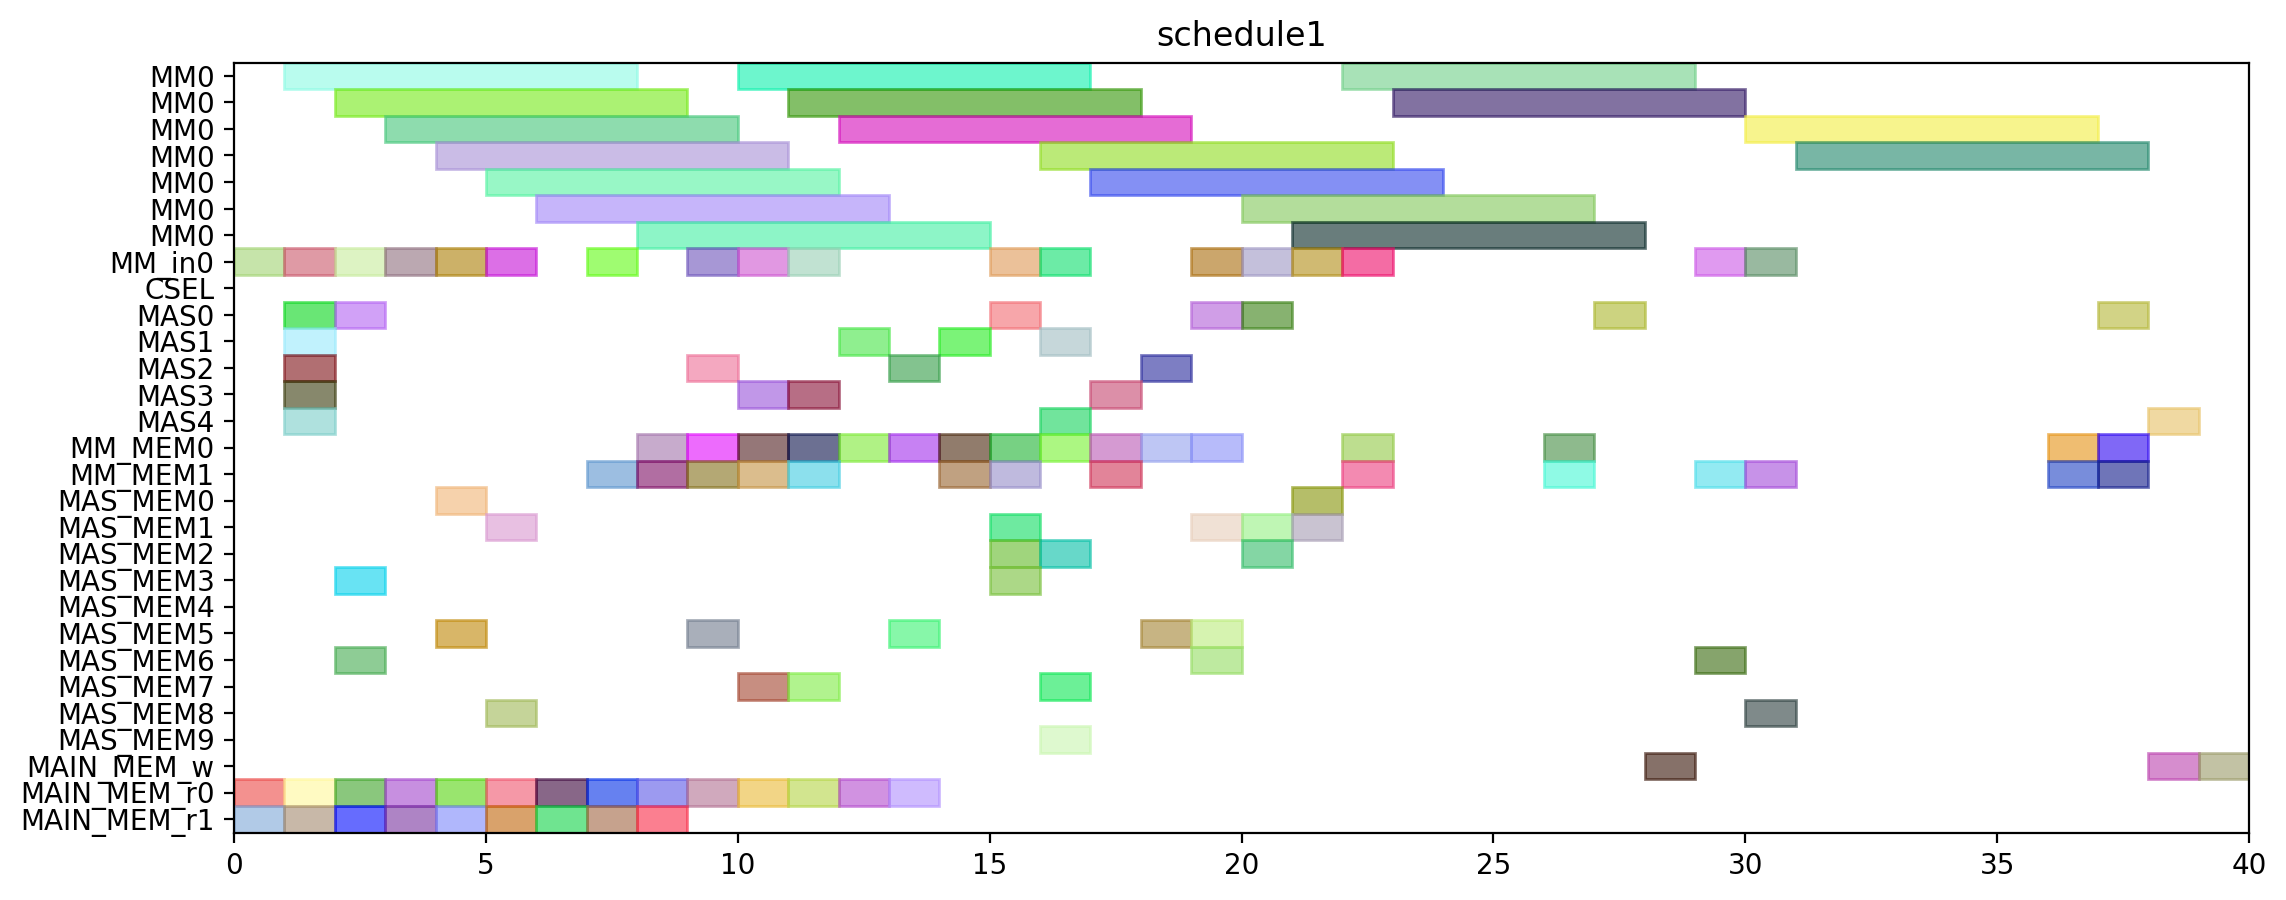 schedule1
MM0
MM0
MM0
MM0
MM0
MM0
MM0
MM_in0
CSEL
MAS0
MAS1
MAS2
MAS3
MAS4
MM_MEM0
MM_MEM1
MAS_MEM0
MAS_MEM1
MAS_MEM2
MAS_MEM3
MAS_MEM4
MAS_MEM5
MAS_MEM6
MAS_MEM7
MAS_MEM8
MAS_MEM9
MAIN_MEM_w
MAIN_MEM_r0
MAIN_MEM_r1
0 5 10 15 20 25 30 35 40